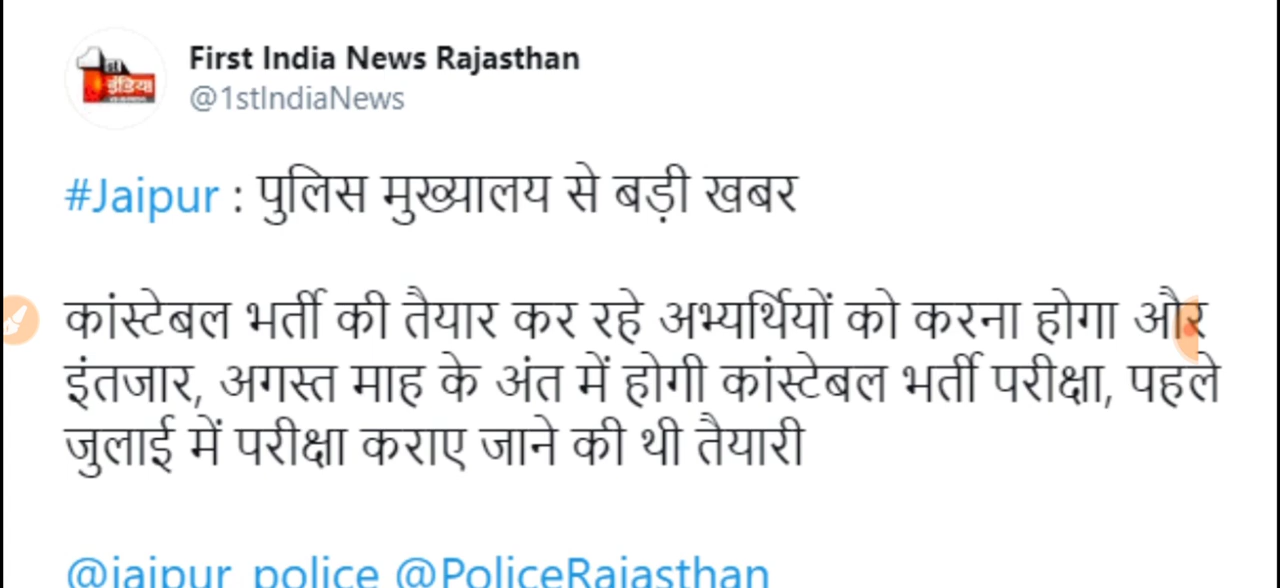 First India News Rajasthan
@1stIndiaNews
1st
इंडिया
#Jaipur : पुलिस मुख्यालय से बड़ी खबर
कांस्टेबल भर्ती की तैयार कर रहे अभ्यर्थियों को करना होगा और
इंतजार, अगस्त माह के अंत में होगी कांस्टेबल भर्ती परीक्षा, पहले
जुलाई में परीक्षा कराए जाने की थी तैयारी
@jaipur_police @PoliceRajasthan